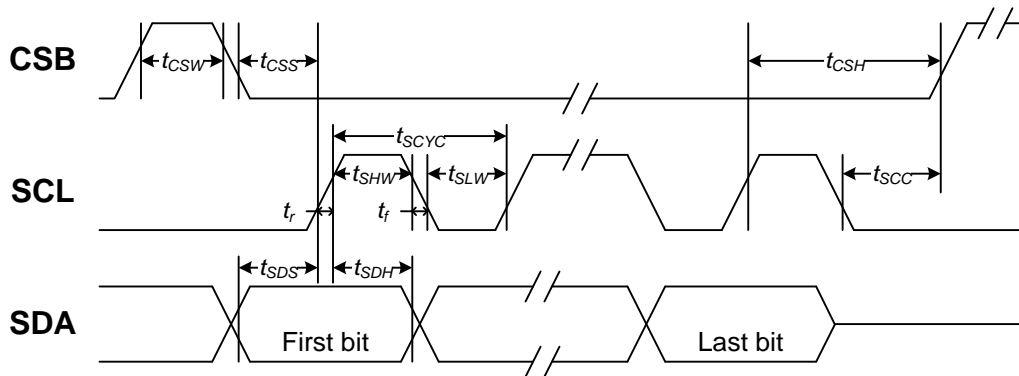 CSB
tCSW
tCSS
tCSH
tSCYC
SCL
tSHW
tSLW
tSCC
tr
tf
tSDS
tSDH
SDA
First bit
Last bit